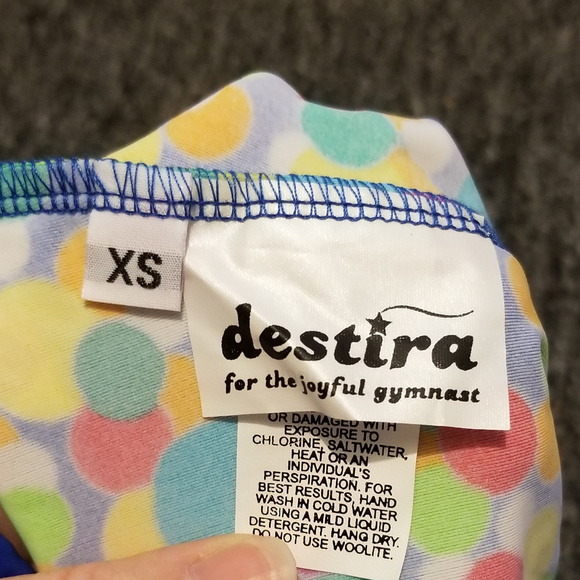 XS
destira
for the joyful gymnast
OR DAMAGED WITH
EXPOSURE TO
CHLORINE, SALTWATER,
HEAT OR AN
INDIVIDUAL'S
PERSPIRATION. FOR
BEST RESULTS, HAND
WASH IN COLD WATER
USING A MILD LIQUID
DETERGENT. HANG DRY.
DO NOT USE WOOLITE.